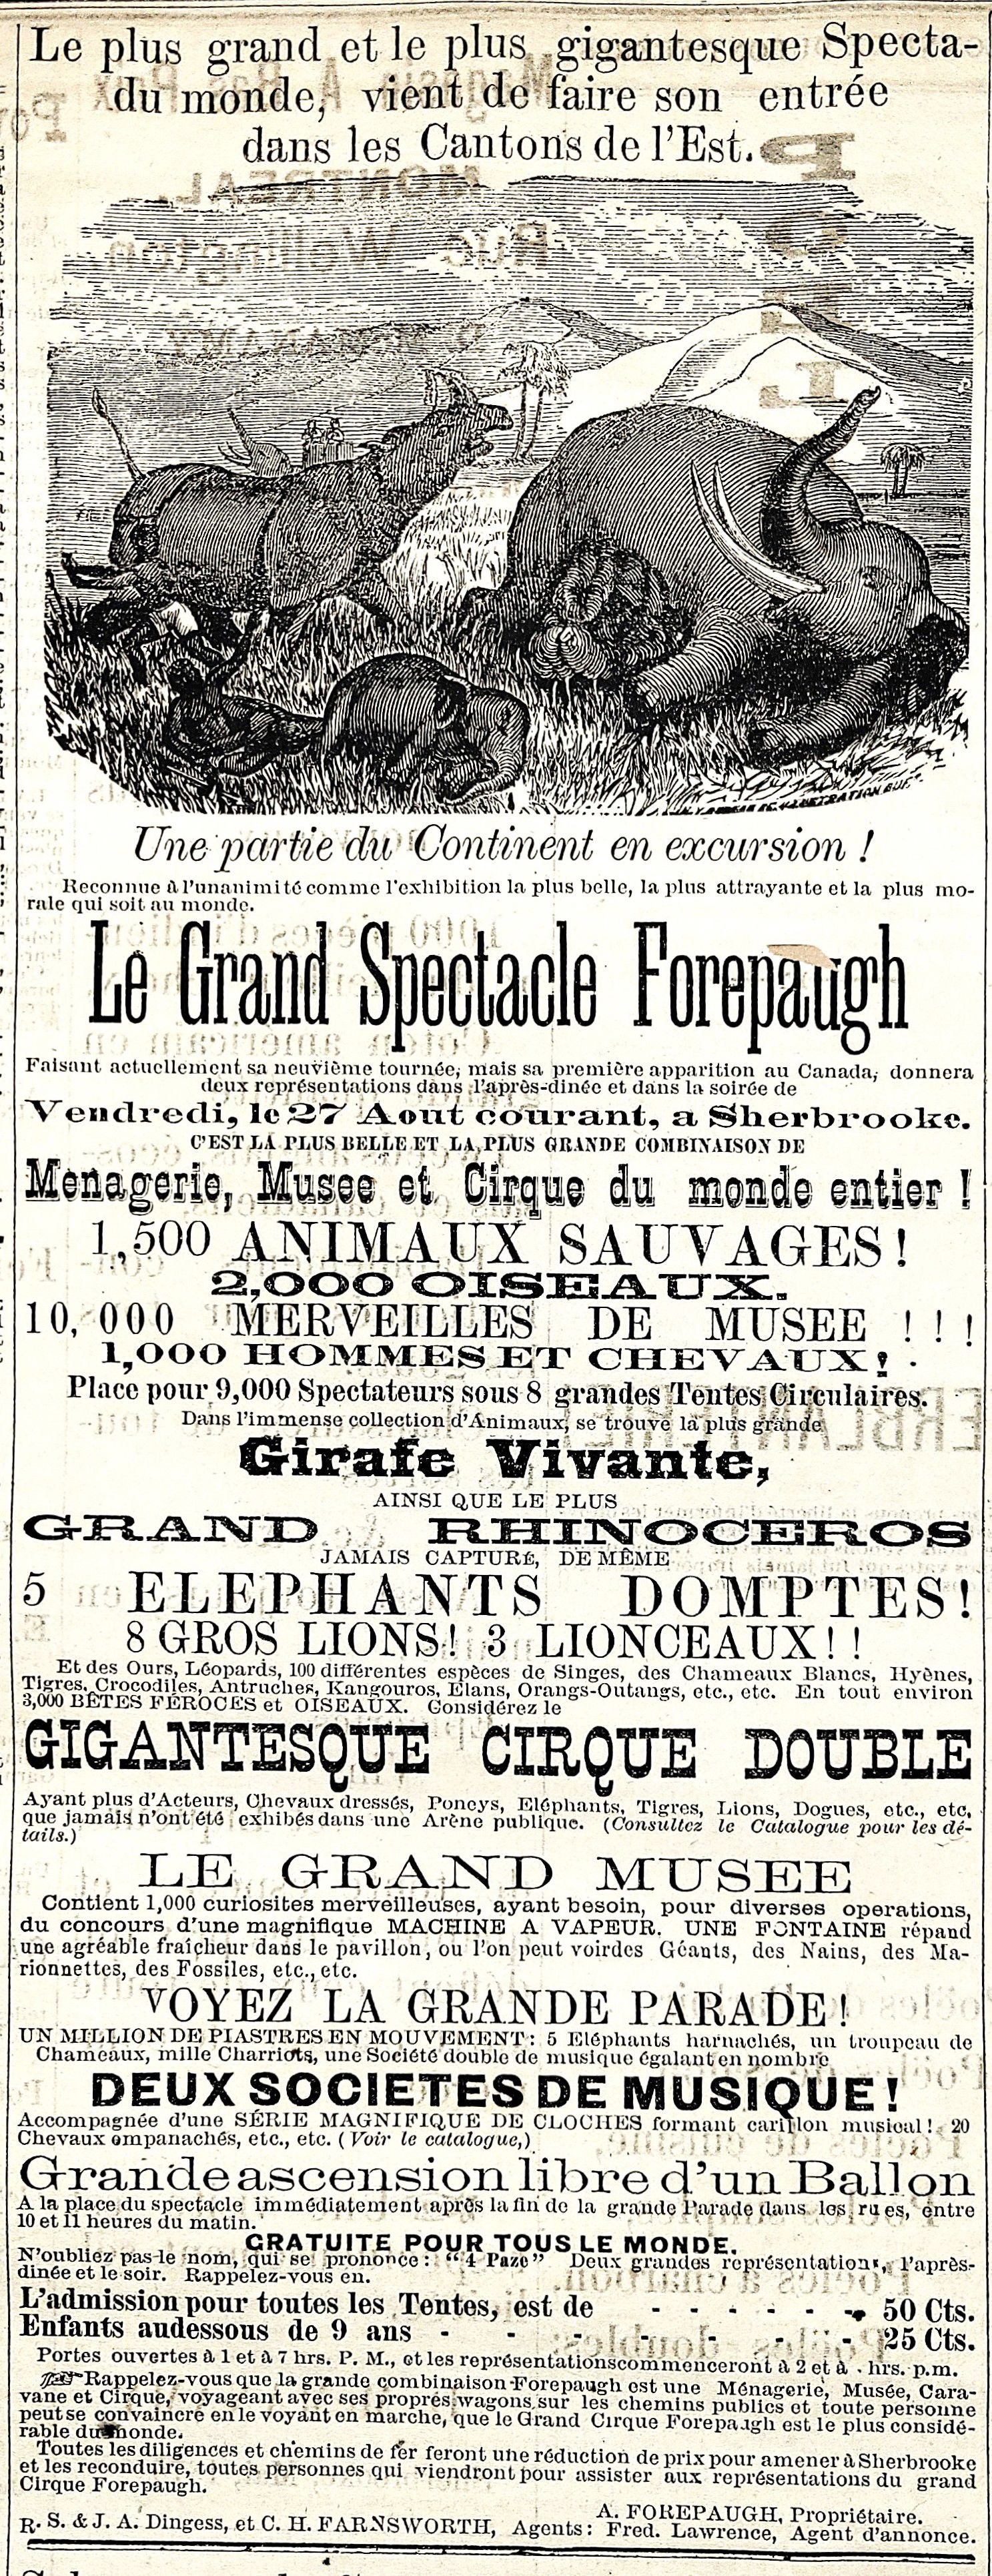 Le plus grand et le plus gigantesque Specta-
du monde, vient de faire son entrée
dans les Cantons de l'Est.
Une partie du Continent en excursion !
Reconnue à l'unanimité comme l'exhibition la plus belle, la plus attrayante et la plus mo-
rale qui soit au monde.
Le Grand Spectacle Forepaugh
Faisant actuellement sa neuvième tournée, mais sa première apparition au Canada, donnera
deux représentations dans l'après-dinée et dans la soirée de
Vendredi, le 27 Aout courant, a Sherbrooke.
C'EST LA PLUS BELLE ET LA PLUS GRANDE COMBINAISON DE
Menagerie, Musee et Cirque du monde entier !
1,500 ANIMAUX SAUVAGES!
2,000 OISEAUX.
10,000 MERVEILLES DE MUSEE !!!
1,000 HOMMES ET CHEVAUX!
Place pour 9,000 Spectateurs sous 8 grandes Tentes Circulaires.
Dans l'immense collection d'Animaux, se trouve la plus grande
Girafe Vivante,
AINSI QUE LE PLUS
GRAND RHINOCEROS
JAMAIS CAPTURÉ, DE MÊME
5 ELEPHANTS DOMPTES!
8 GROS LIONS! 3 LIONCEAUX!!
Et des Ours, Léopards, 100 différentes espèces de Singes, des Chameaux Blancs, Hyènes,
Tigres, Crocodiles, Antruches, Kangouros, Elans, Orangs-Outangs, etc., etc. En tout environ
3,000 BÊTES FÉROCES et OISEAUX. Considérez le
GIGANTESQUE CIRQUE DOUBLE
Ayant plus d'Acteurs, Chevaux dressés, Poneys, Eléphants, Tigres, Lions, Dogues, etc., etc,
que jamais n'ont été exhibés dans une Arène publique. (Consultez le Catalogue pour les dé-
tails.)
LE GRAND MUSEE
Contient 1,000 curiosites merveilleuses, ayant besoin, pour diverses operations,
du concours d'une magnifique MACHINE A VAPEUR. UNE FONTAINE répand
une agréable fraîcheur dans le pavillon, ou l'on peut voir des Géants, des Nains, des Ma-
rionnettes, des Fossiles, etc., etc.
VOYEZ LA GRANDE PARADE!
UN MILLION DE PIASTRES EN MOUVEMENT: 5 Eléphants harnachés, un troupeau de
Chameaux, mille Charriots, une Société double de musique égalant en nombre
DEUX SOCIETES DE MUSIQUE!
Accompagnée d'une SÉRIE MAGNIFIQUE DE CLOCHES formant carillon musical! 20
Chevaux empanachés, etc., etc. (Voir le catalogue,)
Grande ascension libre d'un Ballon
A la place du spectacle immédiatement après la fin de la grande Parade dans les rues, entre
10 et 11 heures du matin.
GRATUITE POUR TOUS LE MONDE.
N'oubliez pas le nom, qui se prononce: "4 Paze" Deux grandes représentations, l'après-
dinée et le soir. Rappelez-vous en.
L'admission pour toutes les Tentes, est de - - - - - - 50 Cts.
Enfants audessous de 9 ans - - - - - - - 25 Cts.
Portes ouvertes à 1 et à 7 hrs. P. M., et les représentations commenceront à 2 et à hrs. p.m.
Rappelez-vous que la grande combinaison Forepaugh est une Ménagerie, Musée, Cara-
vane et Cirque, voyageant avec ses propres wagons sur les chemins publics et toute personne
peut se convaincre en le voyant en marche, que le Grand Cirque Forepaugh est le plus considé-
rable du monde.
Toutes les diligences et chemins de fer feront une réduction de prix pour amener à Sherbrooke
et les reconduire, toutes personnes qui viendront pour assister aux représentations du grand
Cirque Forepaugh.
A. FOREPAUGH, Propriétaire.
R. S. & J. A. Dingess, et C. H. FARNSWORTH, Agents: Fred. Lawrence, Agent d'annonce.